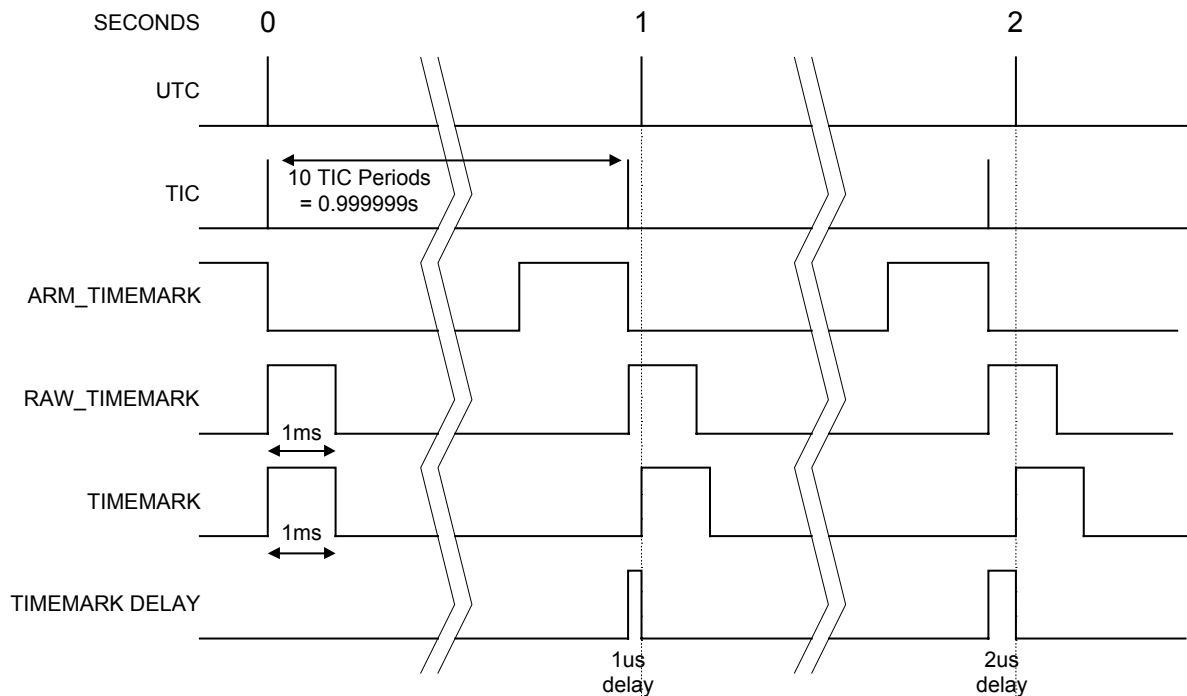 SECONDS 0 1 2
UTC
TIC
10 TIC Periods
= 0.999999s
ARM_TIMEMARK
RAW_TIMEMARK
1ms
TIMEMARK
1ms
TIMEMARK DELAY
1us
delay
2us
delay